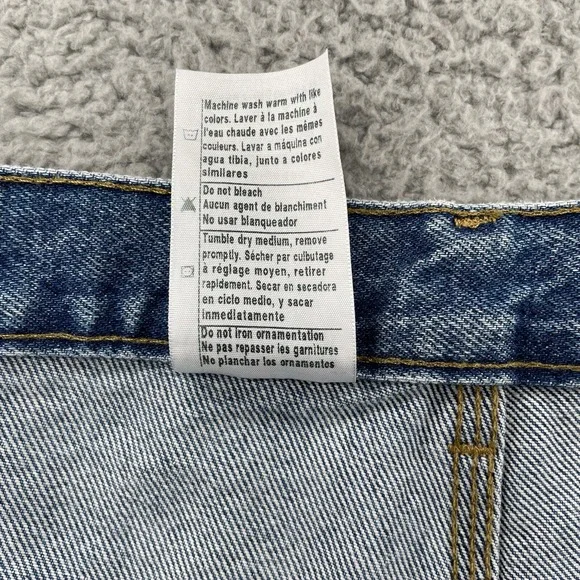 Machine wash warm with like
colors. Laver à la machine à
l'eau chaude avec les mêmes
couleurs. Lavar a máquina con
agua tibia, junto a colores
similares
Do not bleach
Aucun agent de blanchiment
No usar blanqueador
Tumble dry medium, remove
promptly. Sécher par culbutage
à réglage moyen, retirer
rapidement. Secar en secadora
en ciclo medio, y sacar
inmediatamente
Do not iron ornamentation
Ne pas repasser les garnitures
No planchar los ornamentos